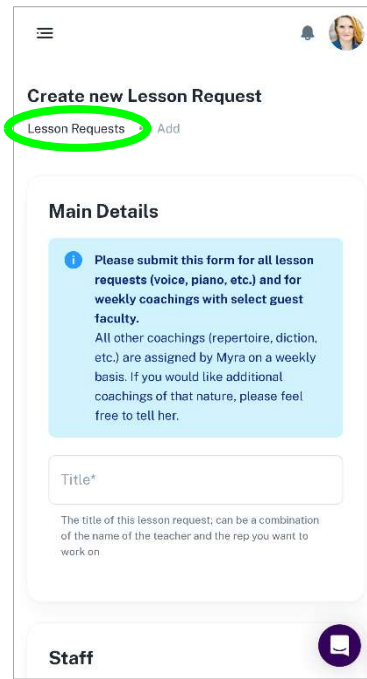 Create new Lesson Request
Lesson Requests • Add
Main Details
Please submit this form for all lesson
requests (voice, piano, etc.) and for
weekly coachings with select guest
faculty.
All other coachings (repertoire, diction,
etc.) are assigned by Myra on a weekly
basis. If you would like additional
coachings of that nature, please feel
free to tell her.
Title*
The title of this lesson request; can be a combination
of the name of the teacher and the rep you want to
work on
Staff